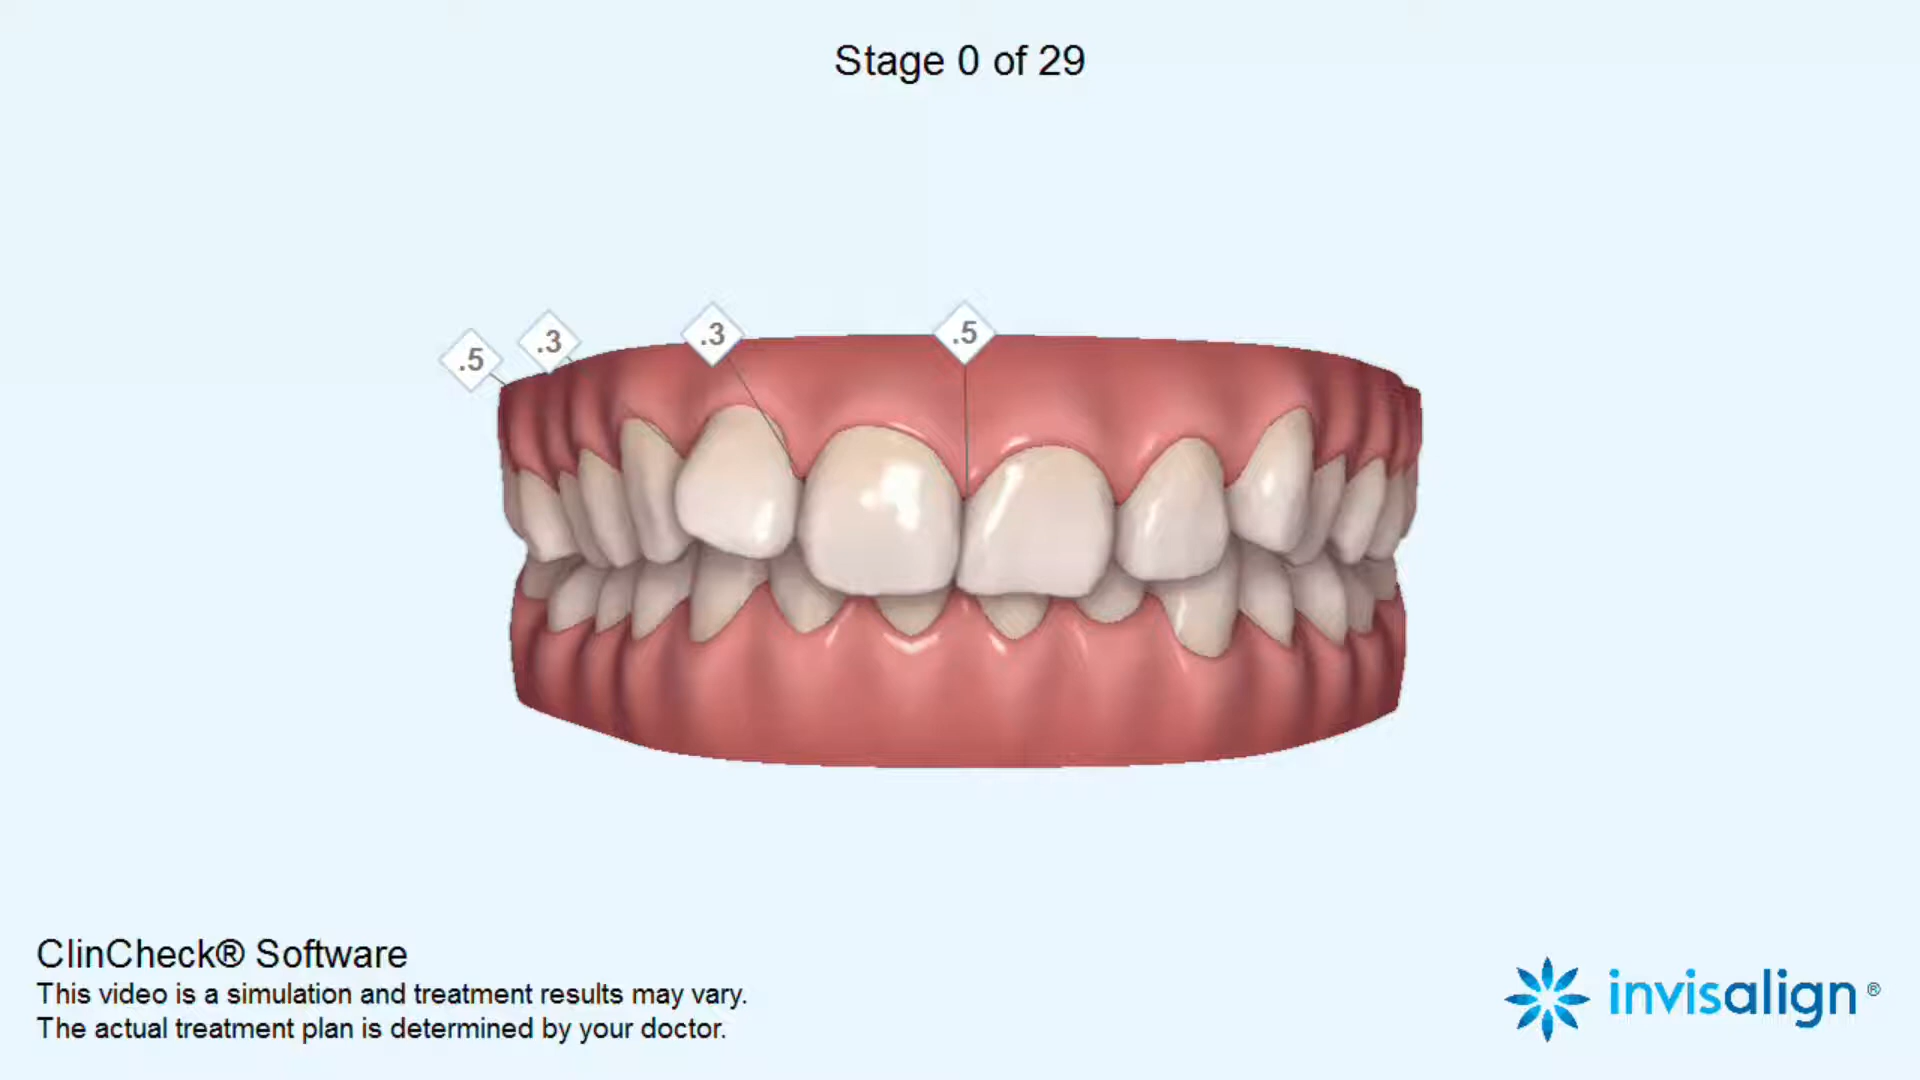 Stage 0 of 29
.5
.3
.3
.5
ClinCheck® Software
This video is a simulation and treatment results may vary.
The actual treatment plan is determined by your doctor.
invisalign ®